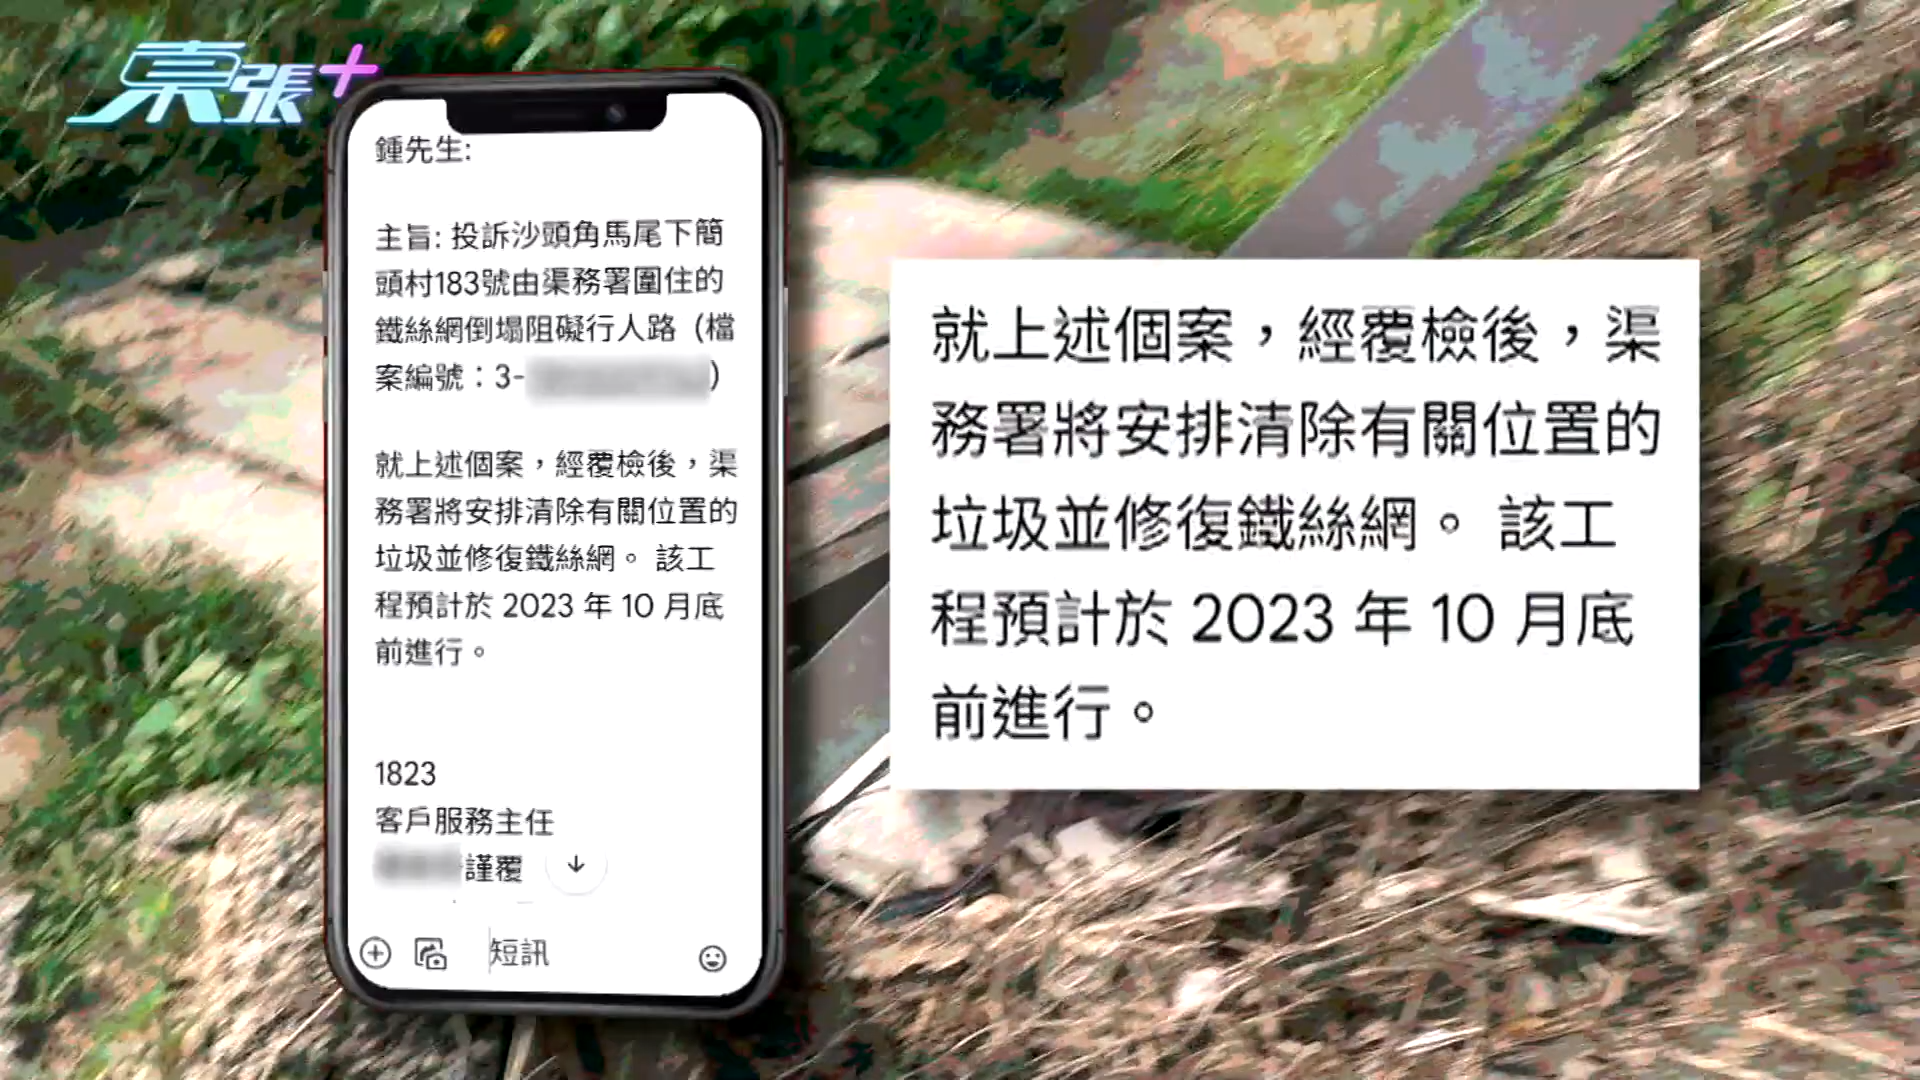 東張+
鍾先生:
主旨: 投訴沙頭角馬尾下簡
頭村183號由渠務署圍住的
鐵絲網倒塌阻礙行人路（檔
案編號：3-）
就上述個案，經覆檢後，渠
務署將安排清除有關位置的
垃圾並修復鐵絲網。 該工
程預計於 2023 年 10 月底
前進行。
1823
客戶服務主任
謹覆
短訊
就上述個案，經覆檢後，渠
務署將安排清除有關位置的
垃圾並修復鐵絲網。 該工
程預計於 2023 年 10 月底
前進行。